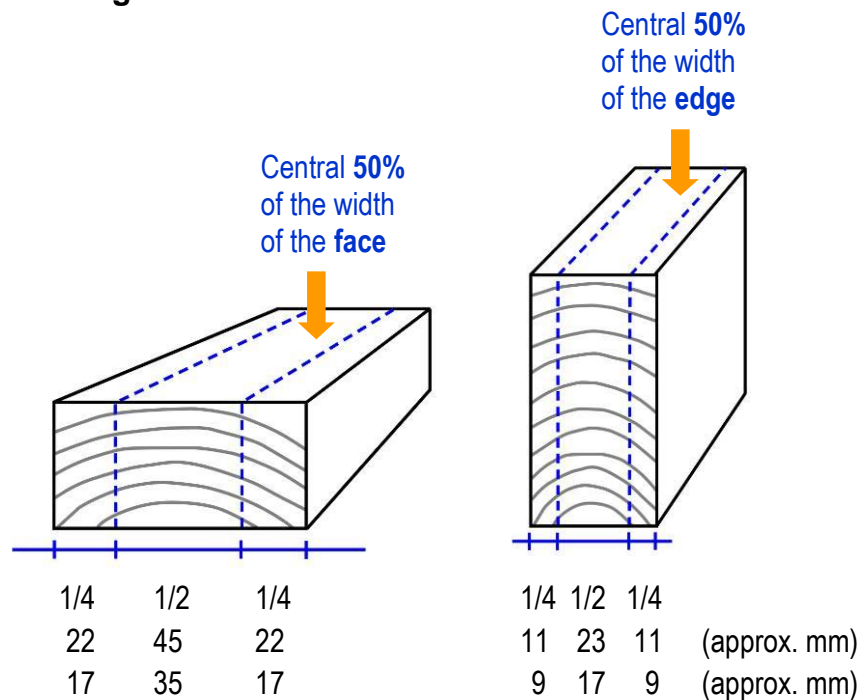 Central 50%
of the width
of the edge
Central 50%
of the width
of the face
1/4 1/2 1/4
22 45 22
17 35 17
1/4 1/2 1/4
11 23 11 (approx. mm)
9 17 9 (approx. mm)